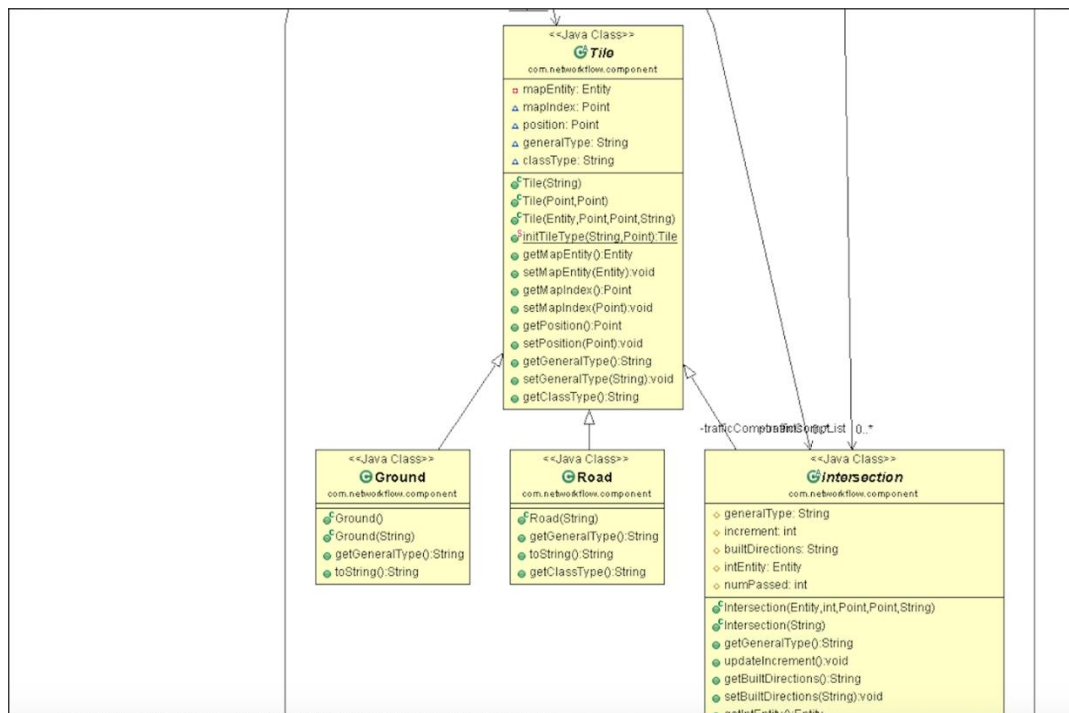 <<Java Class>>
Tile
com.networkflow.component
mapEntity: Entity
mapIndex: Point
position: Point
generalType: String
classType: String
Tile(String)
Tile(Point,Point)
Tile(Entity,Point,Point,String)
initTileType(String,Point):Tile
getMapEntity():Entity
setMapEntity(Entity):void
getMapIndex():Point
setMapIndex(Point):void
getPosition():Point
setPosition(Point):void
getGeneralType():String
setGeneralType(String):void
getClassType():String
0..*
<<Java Class>>
Ground
com.networkflow.component
Ground()
Ground(String)
getGeneralType():String
toString():String
<<Java Class>>
Road
com.networkflow.component
Road(String)
getGeneralType():String
toString():String
getClassType():String
<<Java Class>>
Intersection
com.networkflow.component
generalType: String
increment: int
builtDirections: String
intEntity: Entity
numPassed: int
Intersection(Entity,int,Point,Point,String)
Intersection(String)
getGeneralType():String
updateIncrement():void
getBuiltDirections():String
setBuiltDirections(String):void
getIntEntity():Entity